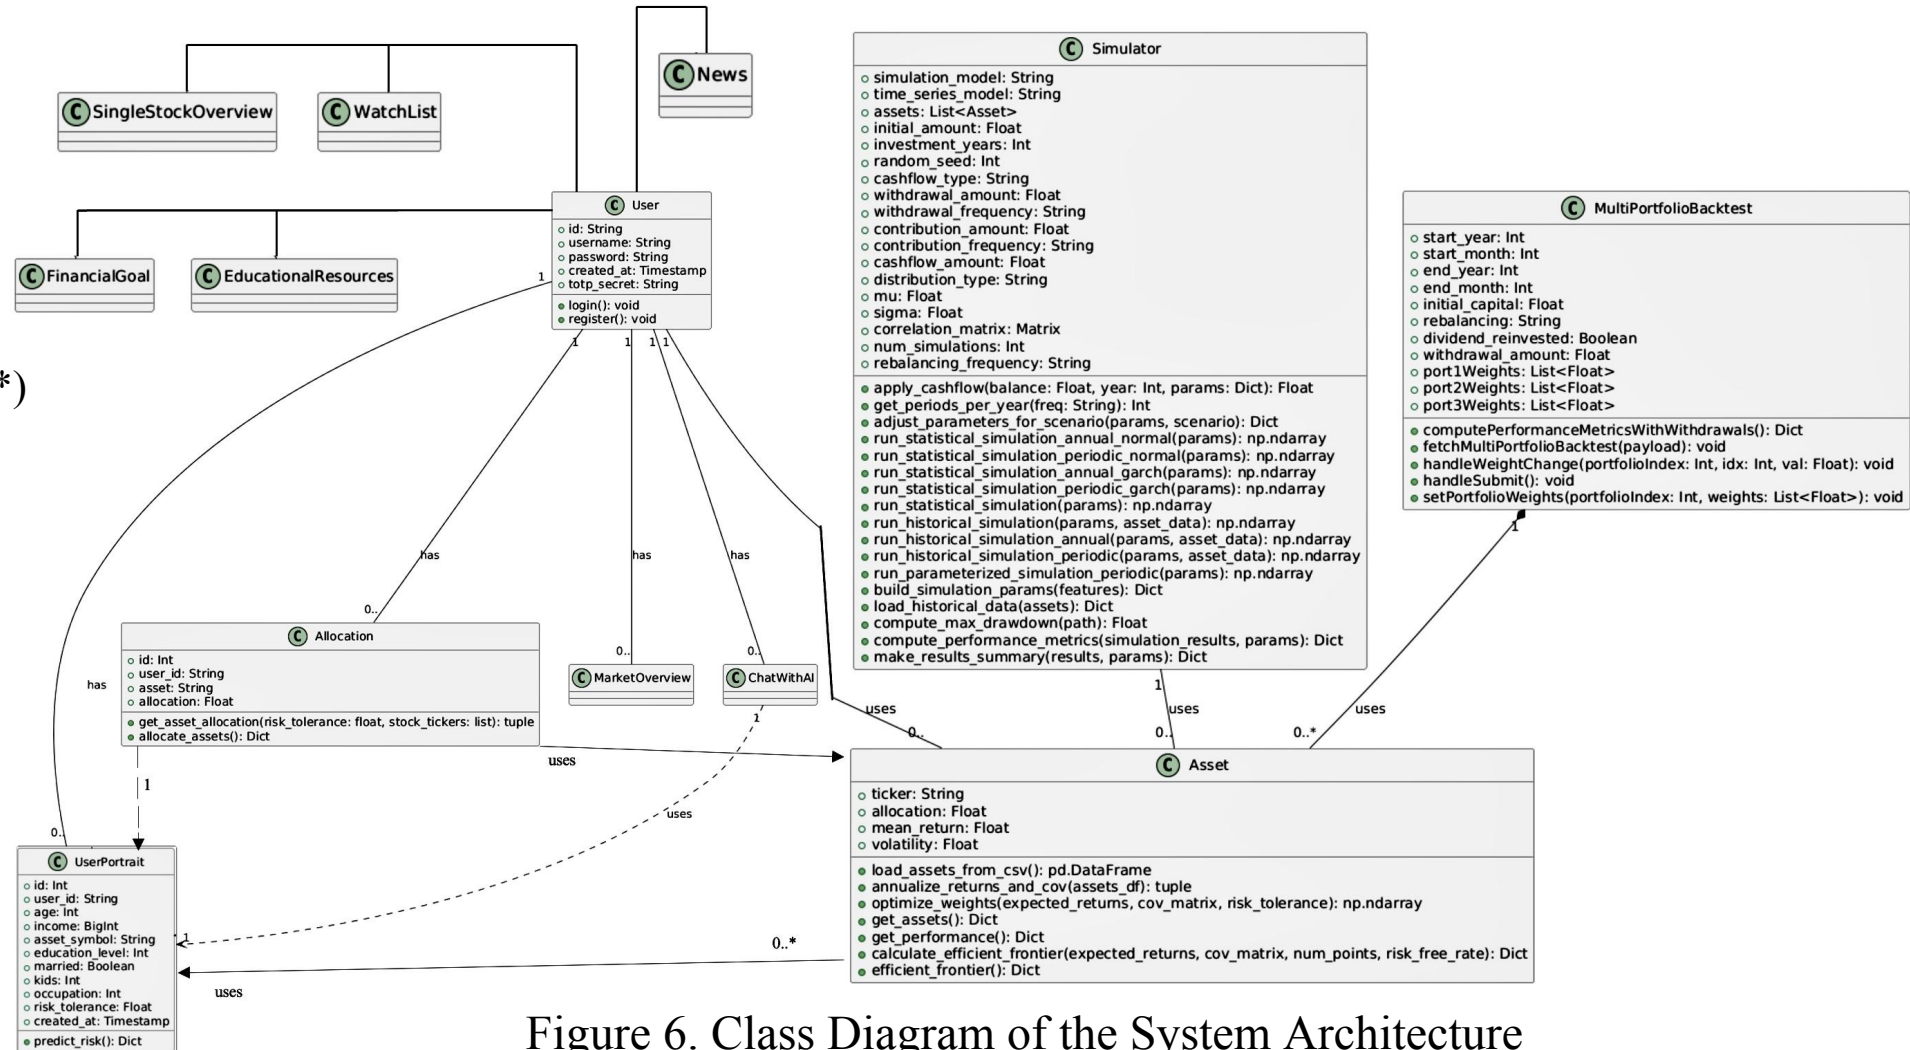 C SingleStockOverview
C WatchList
C News
C FinancialGoal
C EducationalResources
*)
C User
id: String
username: String
password: String
created_at: Timestamp
totp_secret: String
login(): void
register(): void
1
1
1
1
1
has
has
has
has
0..
0..
0..
0..
C Simulator
simulation_model: String
time_series_model: String
assets: List<Asset>
initial_amount: Float
investment_years: Int
random_seed: Int
cashflow_type: String
withdrawal_amount: Float
withdrawal_frequency: String
contribution_amount: Float
contribution_frequency: String
cashflow_amount: Float
distribution_type: String
mu: Float
sigma: Float
correlation_matrix: Matrix
num_simulations: Int
rebalancing_frequency: String
apply_cashflow(balance: Float, year: Int, params: Dict): Float
get_periods_per_year(freq: String): Int
adjust_parameters_for_scenario(params, scenario): Dict
run_statistical_simulation_annual_normal(params): np.ndarray
run_statistical_simulation_periodic_normal(params): np.ndarray
run_statistical_simulation_annual_garch(params): np.ndarray
run_statistical_simulation_periodic_garch(params): np.ndarray
run_statistical_simulation(params): np.ndarray
run_historical_simulation(params, asset_data): np.ndarray
run_historical_simulation_annual(params, asset_data): np.ndarray
run_historical_simulation_periodic(params, asset_data): np.ndarray
run_parameterized_simulation_periodic(params): np.ndarray
build_simulation_params(features): Dict
load_historical_data(assets): Dict
compute_max_drawdown(path): Float
compute_performance_metrics(simulation_results, params): Dict
make_results_summary(results, params): Dict
C MultiPortfolioBacktest
start_year: Int
start_month: Int
end_year: Int
end_month: Int
initial_capital: Float
rebalancing: String
dividend_reinvested: Boolean
withdrawal_amount: Float
port1Weights: List<Float>
port2Weights: List<Float>
port3Weights: List<Float>
computePerformanceMetricsWithWithdrawals(): Dict
fetchMultiPortfolioBacktest(payload): void
handleWeightChange(portfolioIndex: Int, idx: Int, val: Float): void
handleSubmit(): void
setPortfolioWeights(portfolioIndex: Int, weights: List<Float>): void
1
C Allocation
id: Int
user_id: String
asset: String
allocation: Float
get_asset_allocation(risk_tolerance: float, stock_tickers: list): tuple
allocate_assets(): Dict
C MarketOverview
C ChatWithAI
1
1
1
uses
uses
uses
0..
0..
0..*
uses
1
uses
C Asset
ticker: String
allocation: Float
mean_return: Float
volatility: Float
load_assets_from_csv(): pd.DataFrame
annualize_returns_and_cov(assets_df): tuple
optimize_weights(expected_returns, cov_matrix, risk_tolerance): np.ndarray
get_assets(): Dict
get_performance(): Dict
calculate_efficient_frontier(expected_returns, cov_matrix, num_points, risk_free_rate): Dict
efficient_frontier(): Dict
C UserPortrait
id: Int
user_id: String
age: Int
income: BigInt
asset_symbol: String
education_level: Int
married: Boolean
kids: Int
occupation: Int
risk_tolerance: Float
created_at: Timestamp
predict_risk(): Dict
0..*
uses
Figure 6. Class Diagram of the System Architecture